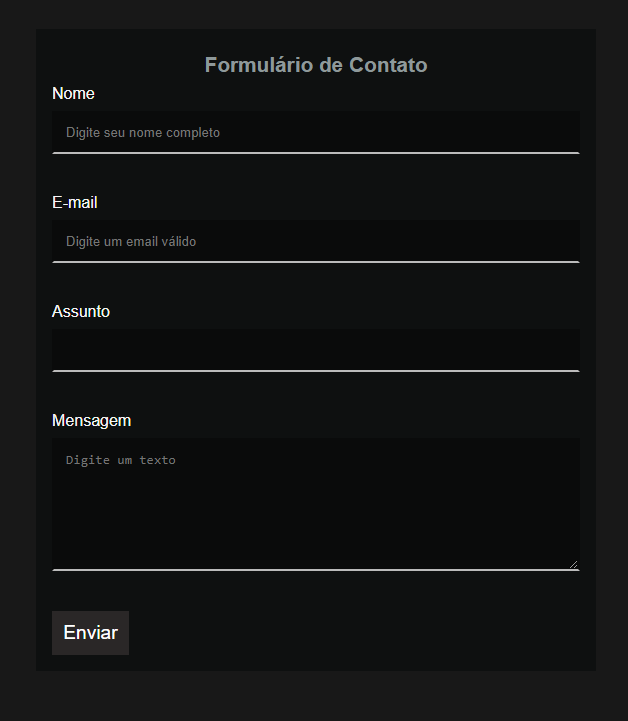 Formulário de Contato
Nome
Digite seu nome completo
E-mail
Digite um email válido
Assunto
Mensagem
Digite um texto
Enviar